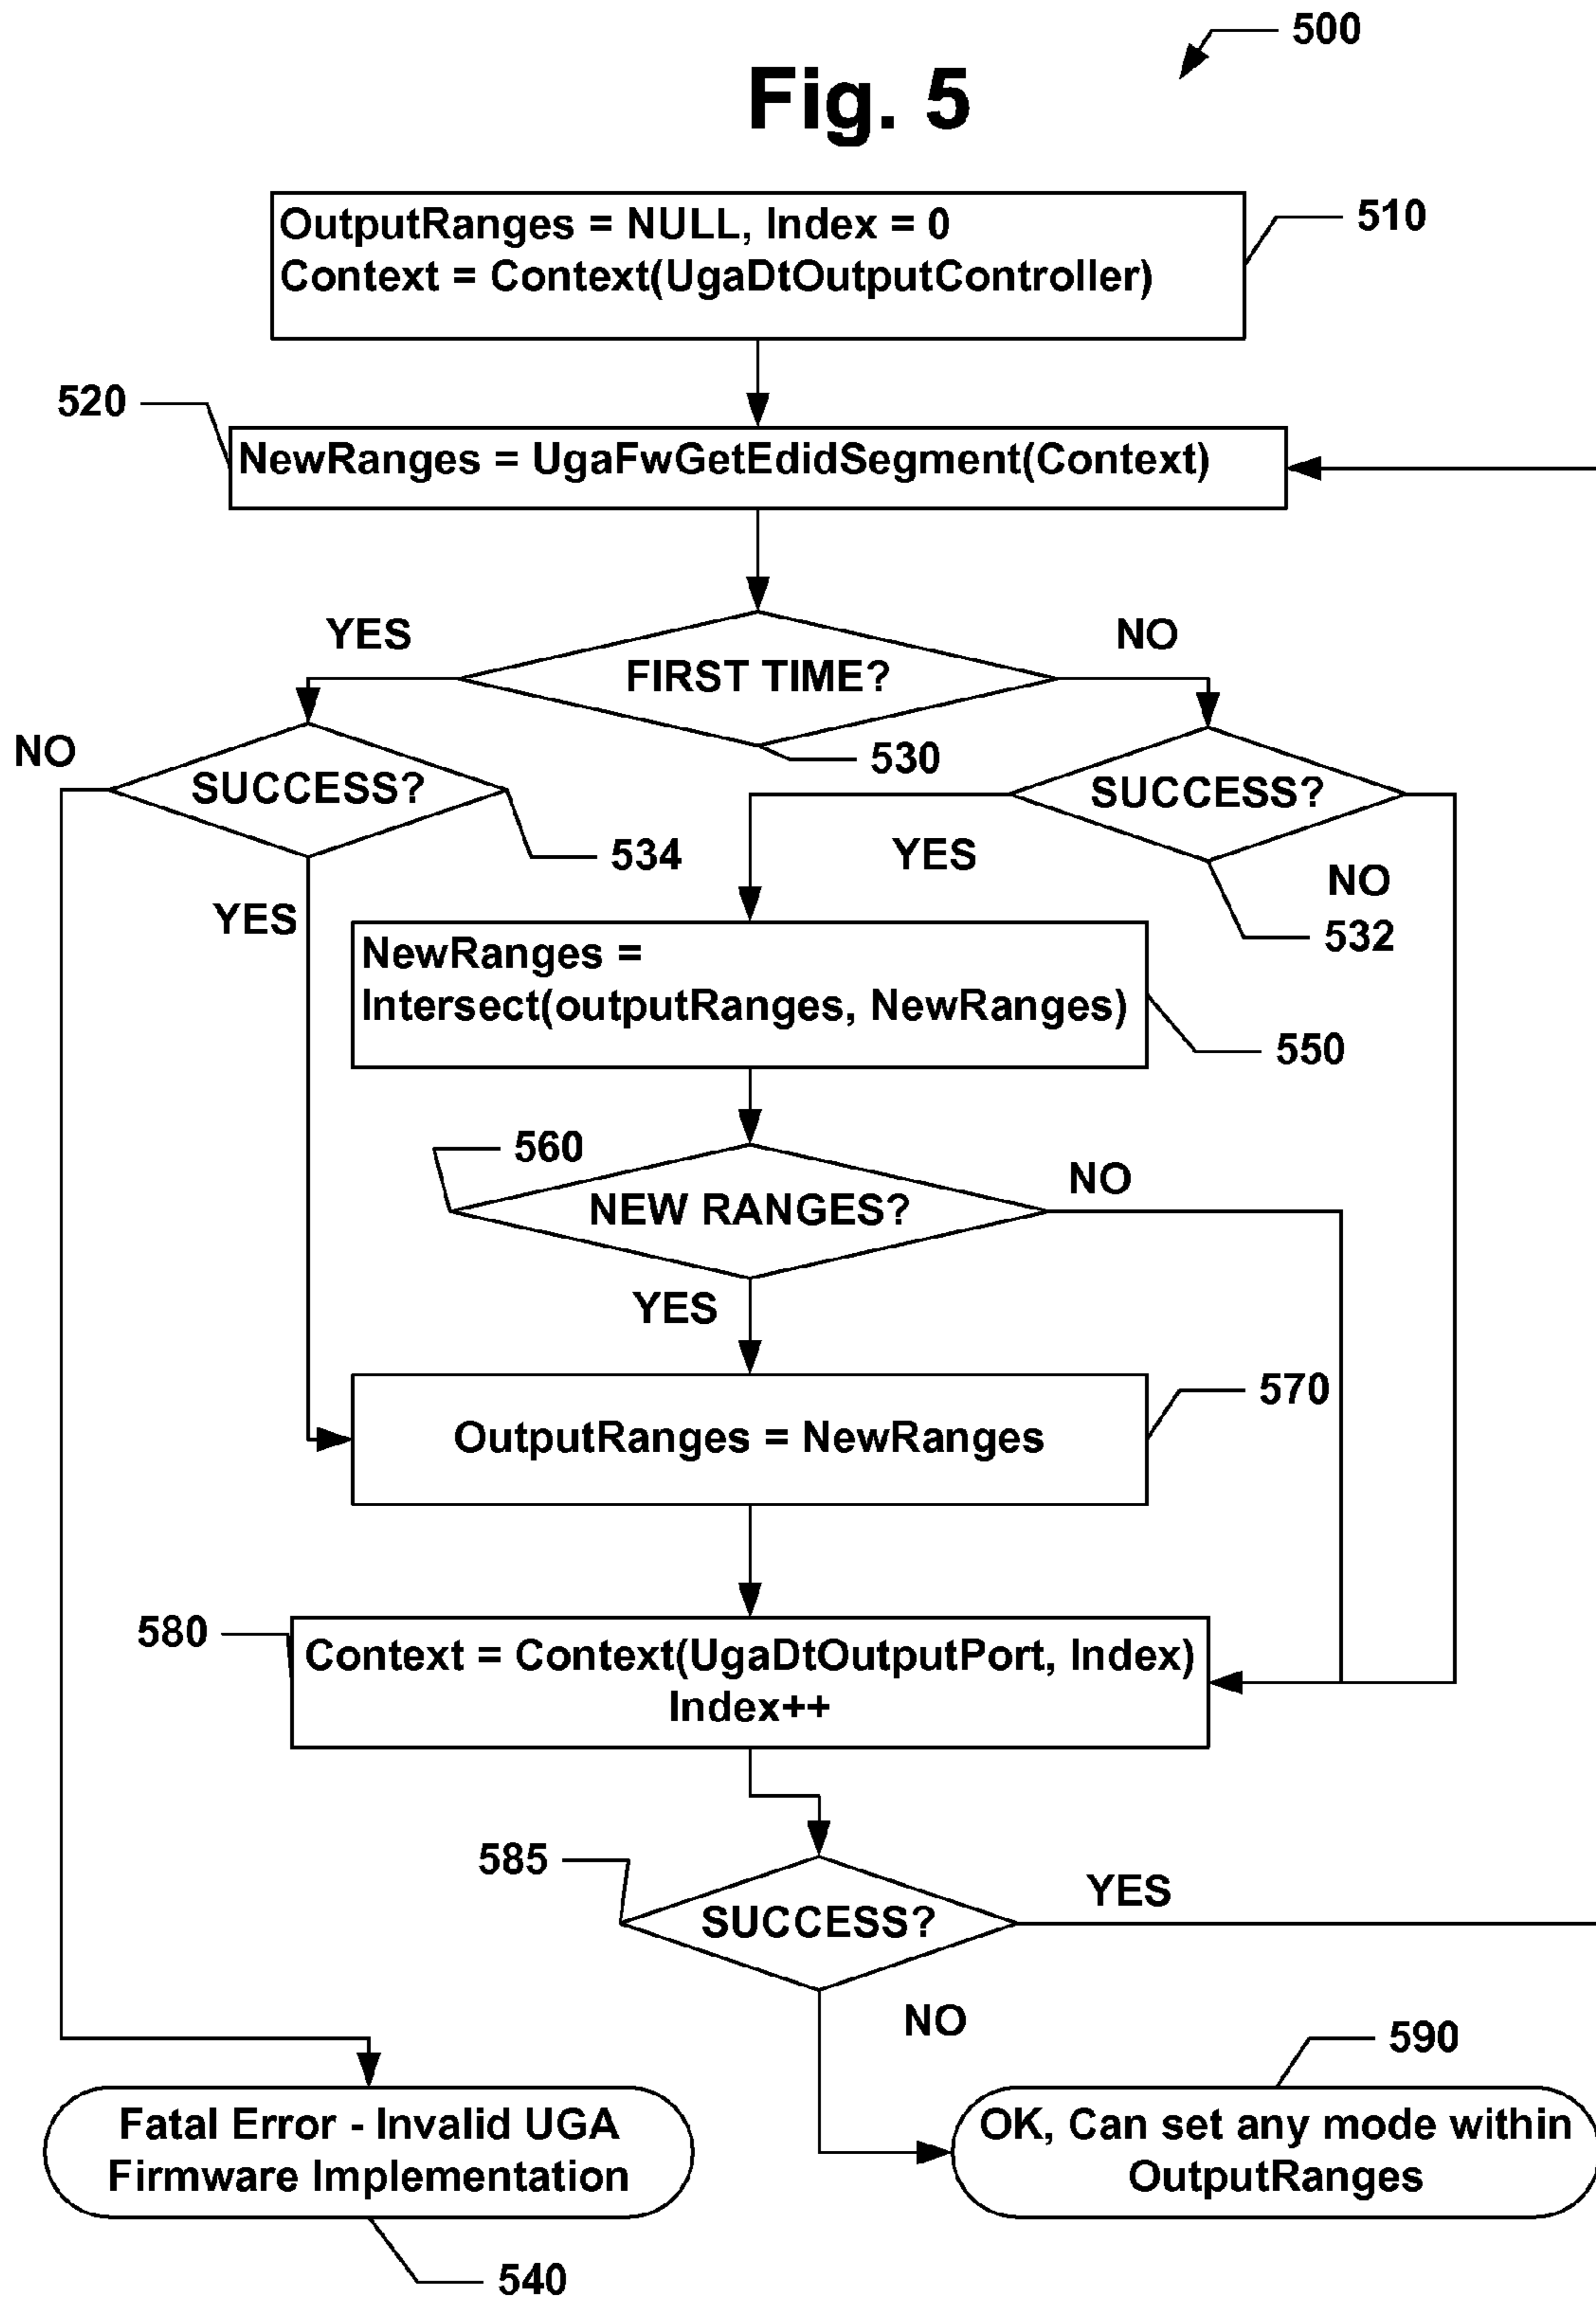 500
Fig. 5
OutputRanges = NULL, Index = 0
Context = Context(UgaDtOutputController)
510
520
NewRanges = UgaFwGetEdidSegment(Context)
YES
NO
FIRST TIME?
530
NO
SUCCESS?
SUCCESS?
534
YES
NO
532
YES
NewRanges =
Intersect(outputRanges, NewRanges)
550
560
NO
NEW RANGES?
YES
570
OutputRanges = NewRanges
580
Context = Context(UgaDtOutputPort, Index)
Index++
585
YES
SUCCESS?
NO
590
Fatal Error - Invalid UGA
Firmware Implementation
OK, Can set any mode within
OutputRanges
540